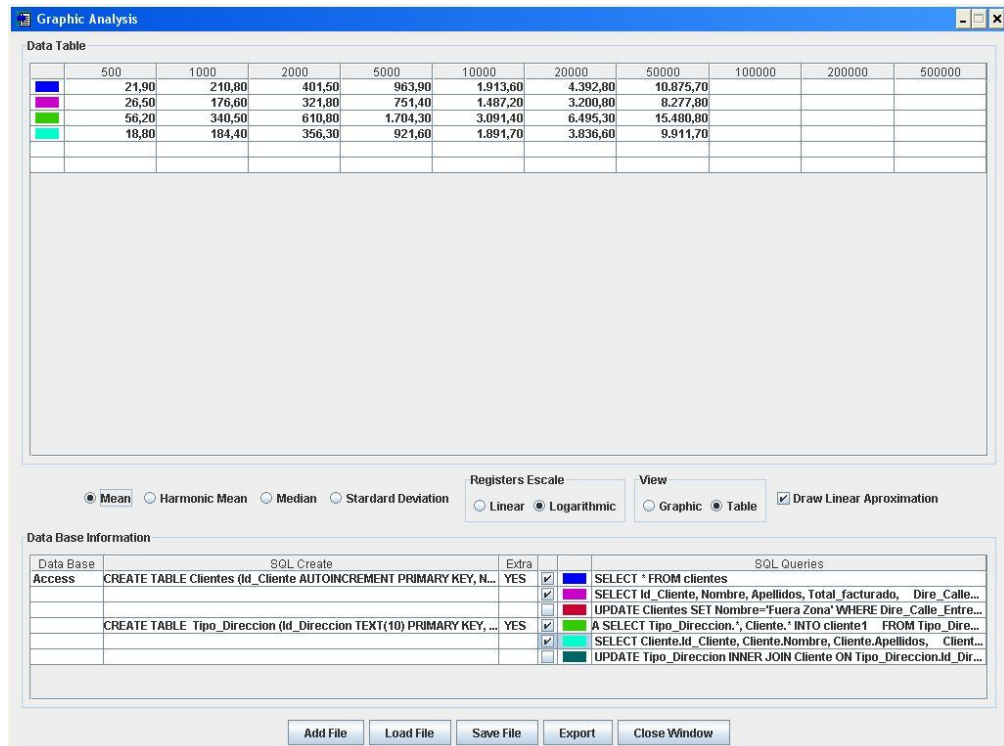 Graphic Analysis
Data Table
500 1000 2000 5000 10000 20000 50000 100000 200000 500000
21,90 210,80 401,50 963,90 1.913,60 4.392,80 10.875,70
26,50 176,60 321,80 751,40 1.487,20 3.200,80 8.277,80
56,20 340,50 610,80 1.704,30 3.091,40 6.495,30 15.480,80
18,80 184,40 356,30 921,60 1.891,70 3.836,60 9.911,70
Registers Escale View
Mean Harmonic Mean Median Stardard Deviation Linear Logarithmic Graphic Table Draw Linear Aproximation
Data Base Information
Data Base SQL Create Extra SQL Queries
Access CREATE TABLE Clientes (Id_Cliente AUTOINCREMENT PRIMARY KEY, N... YES SELECT * FROM clientes
SELECT Id_Cliente, Nombre, Apellidos, Total_facturado, Dire_Calle...
UPDATE Clientes SET Nombre='Fuera Zona' WHERE Dire_Calle_Entre...
CREATE TABLE Tipo_Direccion (Id_Direccion TEXT(10) PRIMARY KEY, ... YES A SELECT Tipo_Direccion.*, Cliente.* INTO cliente1 FROM Tipo_Dire...
SELECT Cliente.Id_Cliente, Cliente.Nombre, Cliente.Apellidos, Client...
UPDATE Tipo_Direccion INNER JOIN Cliente ON Tipo_Direccion.Id_Dir...
Add File Load File Save File Export Close Window